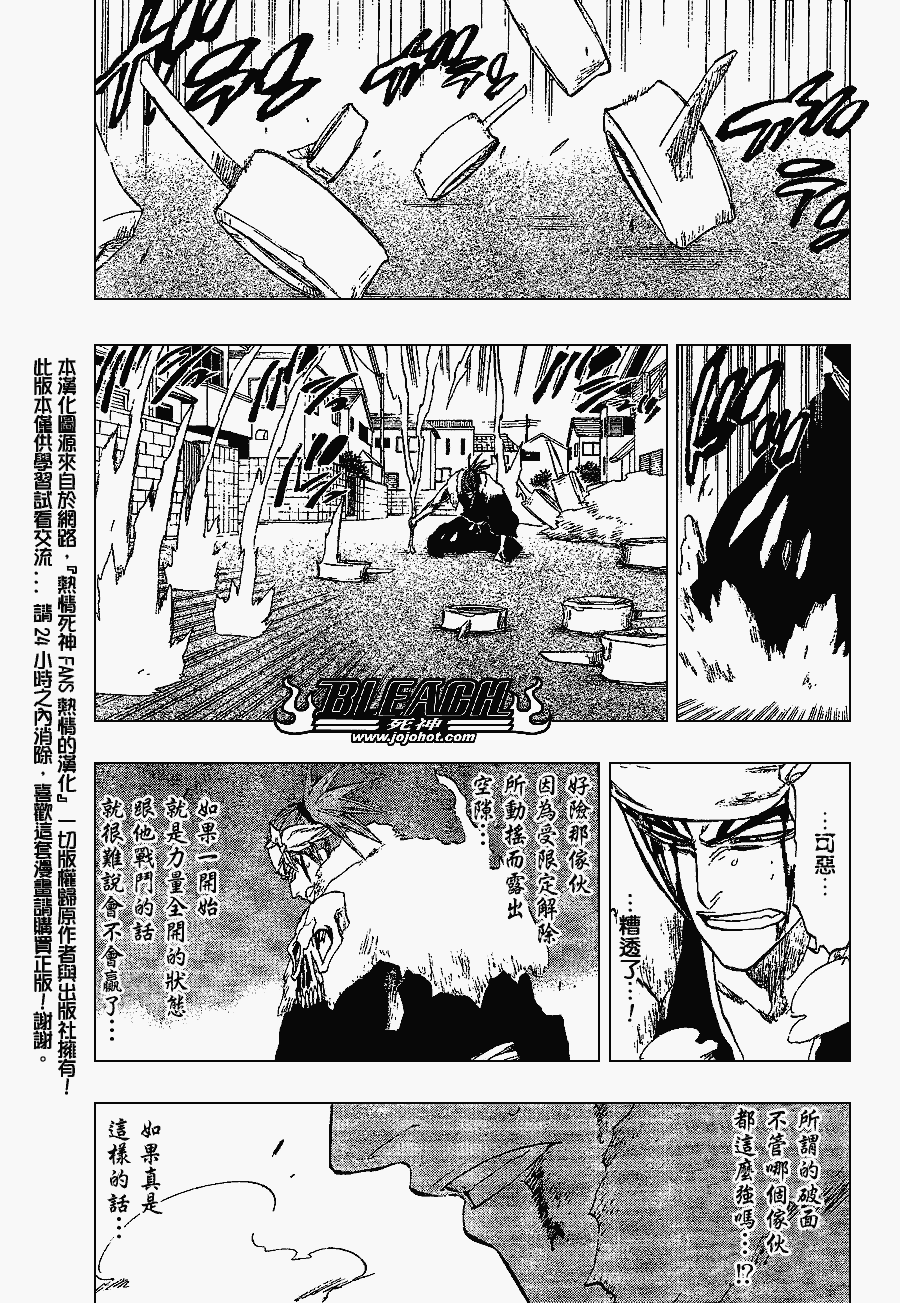 …可惡…
…糟透了…!
好險那傢伙
因為受限定解除
所動搖而露出
空隙…
如果一開始
就是力量全開的狀態
跟他戰鬥的話
就很難說會不會贏了…
所謂的破面
不管哪個傢伙
都這麼強嗎…!?
如果真是
這樣的話…
BLEACH
死神
www.jojohot.com
本漢化圖源來自於網路,『熱情死神 FANS 熱情的漢化』一切版權歸原作者與出版社擁有!
此版本僅供學習試看交流… 請 24 小時之內消除,喜歡這套漫畫請購買正版!謝謝。